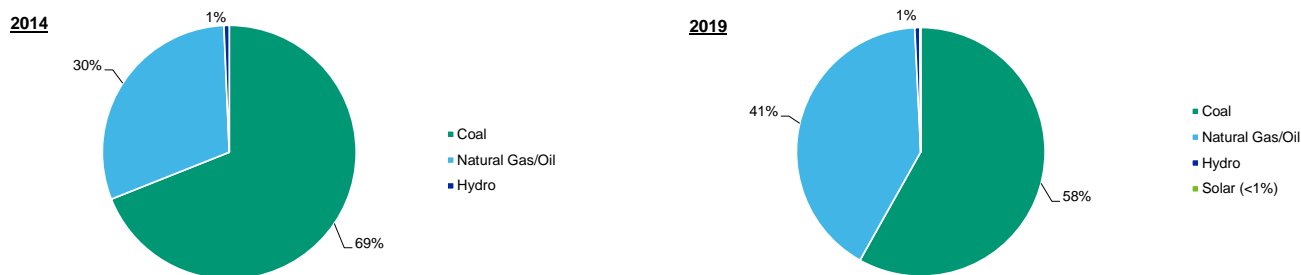 2014
1%
30%
69%
Coal
Natural Gas/Oil
Hydro
2019
1%
41%
58%
Coal
Natural Gas/Oil
Hydro
Solar (<1%)